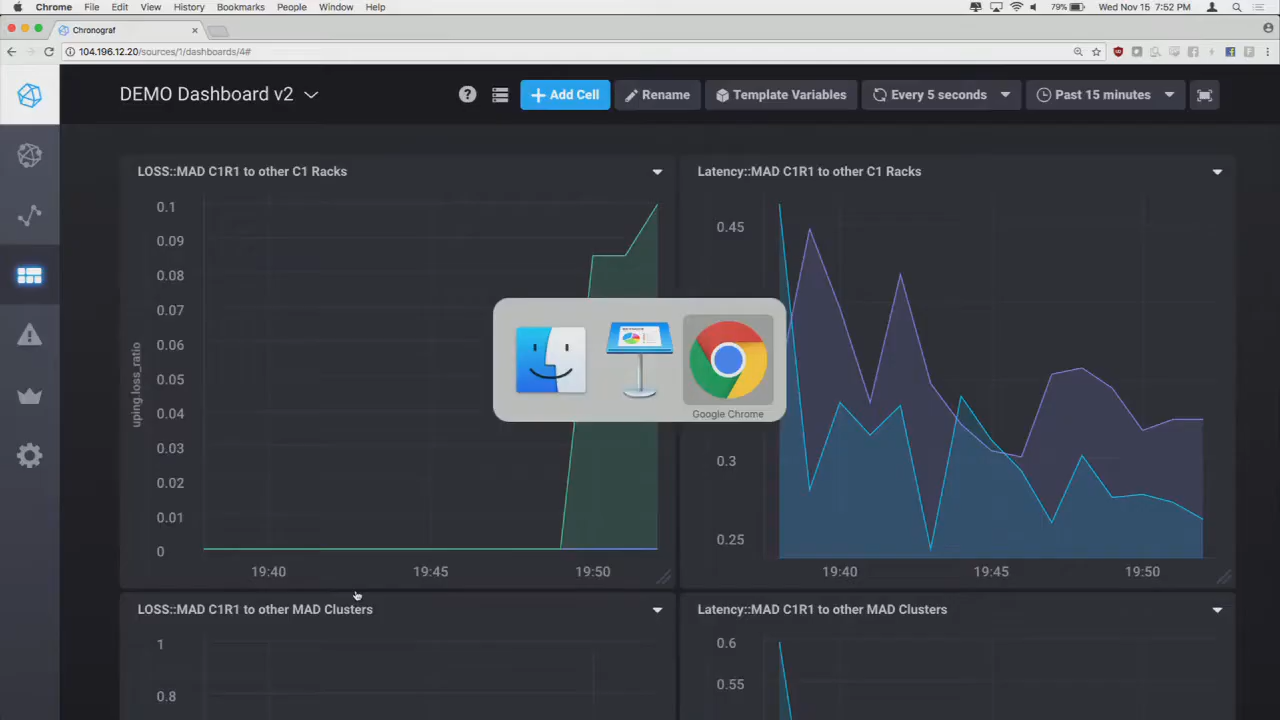 Chrome File Edit View History Bookmarks People Window Help 79% Wed Nov 15 7:52 PM
Chronograf
104.196.12.20/sources/1/dashboards/4#
DEMO Dashboard v2 ? Add Cell Rename Template Variables Every 5 seconds Past 15 minutes
LOSS::MAD C1R1 to other C1 Racks
0.1
0.09
0.08
0.07
0.06
0.05
0.04
0.03
0.02
0.01
0
uping.loss_ratio
19:40 19:45 19:50
Latency::MAD C1R1 to other C1 Racks
0.45
0.3
0.25
19:40 19:45 19:50
Google Chrome
LOSS::MAD C1R1 to other MAD Clusters
1
0.8
Latency::MAD C1R1 to other MAD Clusters
0.6
0.55